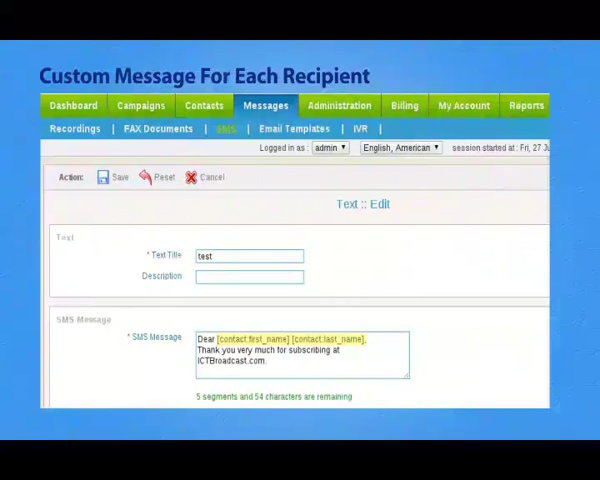 Custom Message For Each Recipient
Dashboard Campaigns Contacts Messages Administration Billing My Account Reports
Recordings | FAX Documents | SMS | Email Templates | IVR |
Logged in as : admin ▾ English, American ▾ session started at : Fri, 27 Ju
Action: Save Reset Cancel
Text :: Edit
Text
* Text Title test
Description
SMS Message
* SMS Message Dear [contact:first_name] [contact:last_name],
Thank you very much for subscribing at
ICTBroadcast.com.
5 segments and 54 characters are remaining